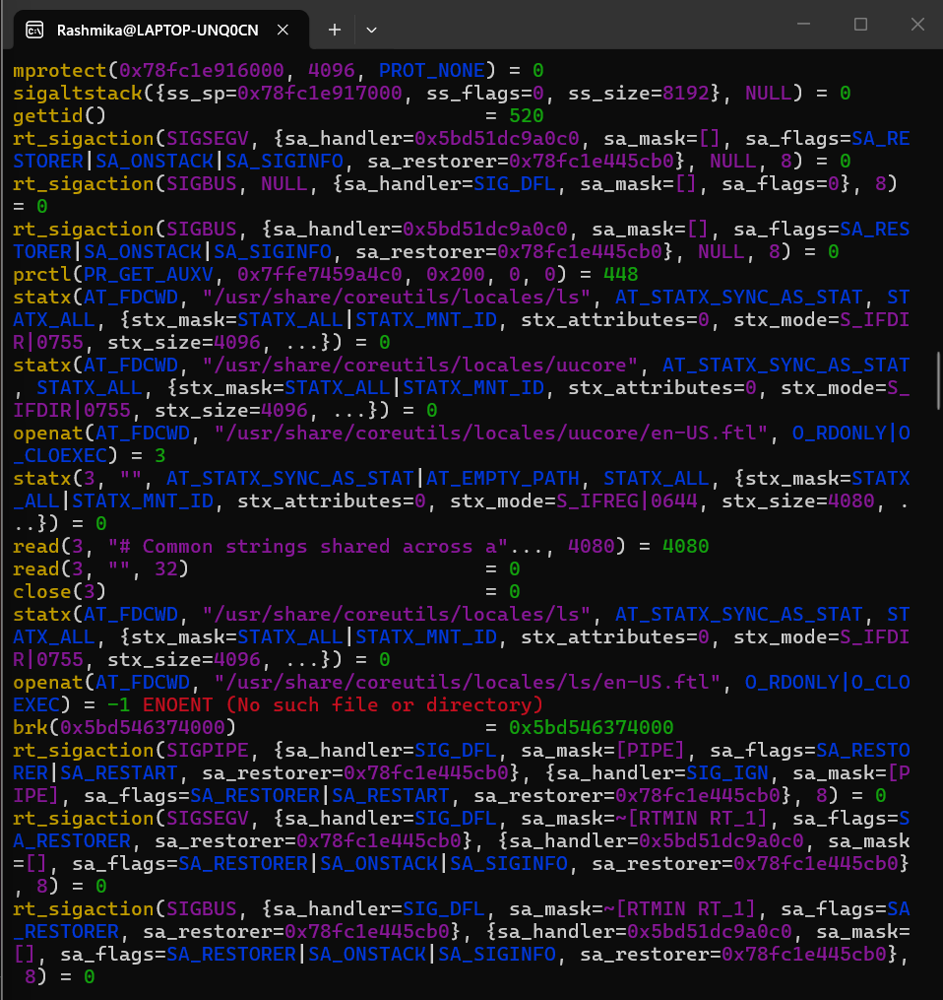 Rashmika@LAPTOP-UNQ0CN
mprotect(0x78fc1e916000, 4096, PROT_NONE) = 0
sigaltstack({ss_sp=0x78fc1e917000, ss_flags=0, ss_size=8192}, NULL) = 0
gettid()                                = 520
rt_sigaction(SIGSEGV, {sa_handler=0x5bd51dc9a0c0, sa_mask=[], sa_flags=SA_RE
STORER|SA_ONSTACK|SA_SIGINFO, sa_restorer=0x78fc1e445cb0}, NULL, 8) = 0
rt_sigaction(SIGBUS, NULL, {sa_handler=SIG_DFL, sa_mask=[], sa_flags=0}, 8)
= 0
rt_sigaction(SIGBUS, {sa_handler=0x5bd51dc9a0c0, sa_mask=[], sa_flags=SA_RES
TORER|SA_ONSTACK|SA_SIGINFO, sa_restorer=0x78fc1e445cb0}, NULL, 8) = 0
prctl(PR_GET_AUXV, 0x7ffe7459a4c0, 0x200, 0, 0) = 448
statx(AT_FDCWD, "/usr/share/coreutils/locales/ls", AT_STATX_SYNC_AS_STAT, ST
ATX_ALL, {stx_mask=STATX_ALL|STATX_MNT_ID, stx_attributes=0, stx_mode=S_IFDI
R|0755, stx_size=4096, ...}) = 0
statx(AT_FDCWD, "/usr/share/coreutils/locales/uucore", AT_STATX_SYNC_AS_STAT
, STATX_ALL, {stx_mask=STATX_ALL|STATX_MNT_ID, stx_attributes=0, stx_mode=S_
IFDIR|0755, stx_size=4096, ...}) = 0
openat(AT_FDCWD, "/usr/share/coreutils/locales/uucore/en-US.ftl", O_RDONLY|O
_CLOEXEC) = 3
statx(3, "", AT_STATX_SYNC_AS_STAT|AT_EMPTY_PATH, STATX_ALL, {stx_mask=STATX
_ALL|STATX_MNT_ID, stx_attributes=0, stx_mode=S_IFREG|0644, stx_size=4080, .
..}) = 0
read(3, "# Common strings shared across a"..., 4080) = 4080
read(3, "", 32)                         = 0
close(3)                                = 0
statx(AT_FDCWD, "/usr/share/coreutils/locales/ls", AT_STATX_SYNC_AS_STAT, ST
ATX_ALL, {stx_mask=STATX_ALL|STATX_MNT_ID, stx_attributes=0, stx_mode=S_IFDI
R|0755, stx_size=4096, ...}) = 0
openat(AT_FDCWD, "/usr/share/coreutils/locales/ls/en-US.ftl", O_RDONLY|O_CLO
EXEC) = -1 ENOENT (No such file or directory)
brk(0x5bd546374000)                     = 0x5bd546374000
rt_sigaction(SIGPIPE, {sa_handler=SIG_DFL, sa_mask=[PIPE], sa_flags=SA_RESTO
RER|SA_RESTART, sa_restorer=0x78fc1e445cb0}, {sa_handler=SIG_IGN, sa_mask=[P
IPE], sa_flags=SA_RESTORER|SA_RESTART, sa_restorer=0x78fc1e445cb0}, 8) = 0
rt_sigaction(SIGSEGV, {sa_handler=SIG_DFL, sa_mask=~[RTMIN RT_1], sa_flags=S
A_RESTORER, sa_restorer=0x78fc1e445cb0}, {sa_handler=0x5bd51dc9a0c0, sa_mask
=[], sa_flags=SA_RESTORER|SA_ONSTACK|SA_SIGINFO, sa_restorer=0x78fc1e445cb0}
, 8) = 0
rt_sigaction(SIGBUS, {sa_handler=SIG_DFL, sa_mask=~[RTMIN RT_1], sa_flags=SA
_RESTORER, sa_restorer=0x78fc1e445cb0}, {sa_handler=0x5bd51dc9a0c0, sa_mask=
[], sa_flags=SA_RESTORER|SA_ONSTACK|SA_SIGINFO, sa_restorer=0x78fc1e445cb0},
 8) = 0